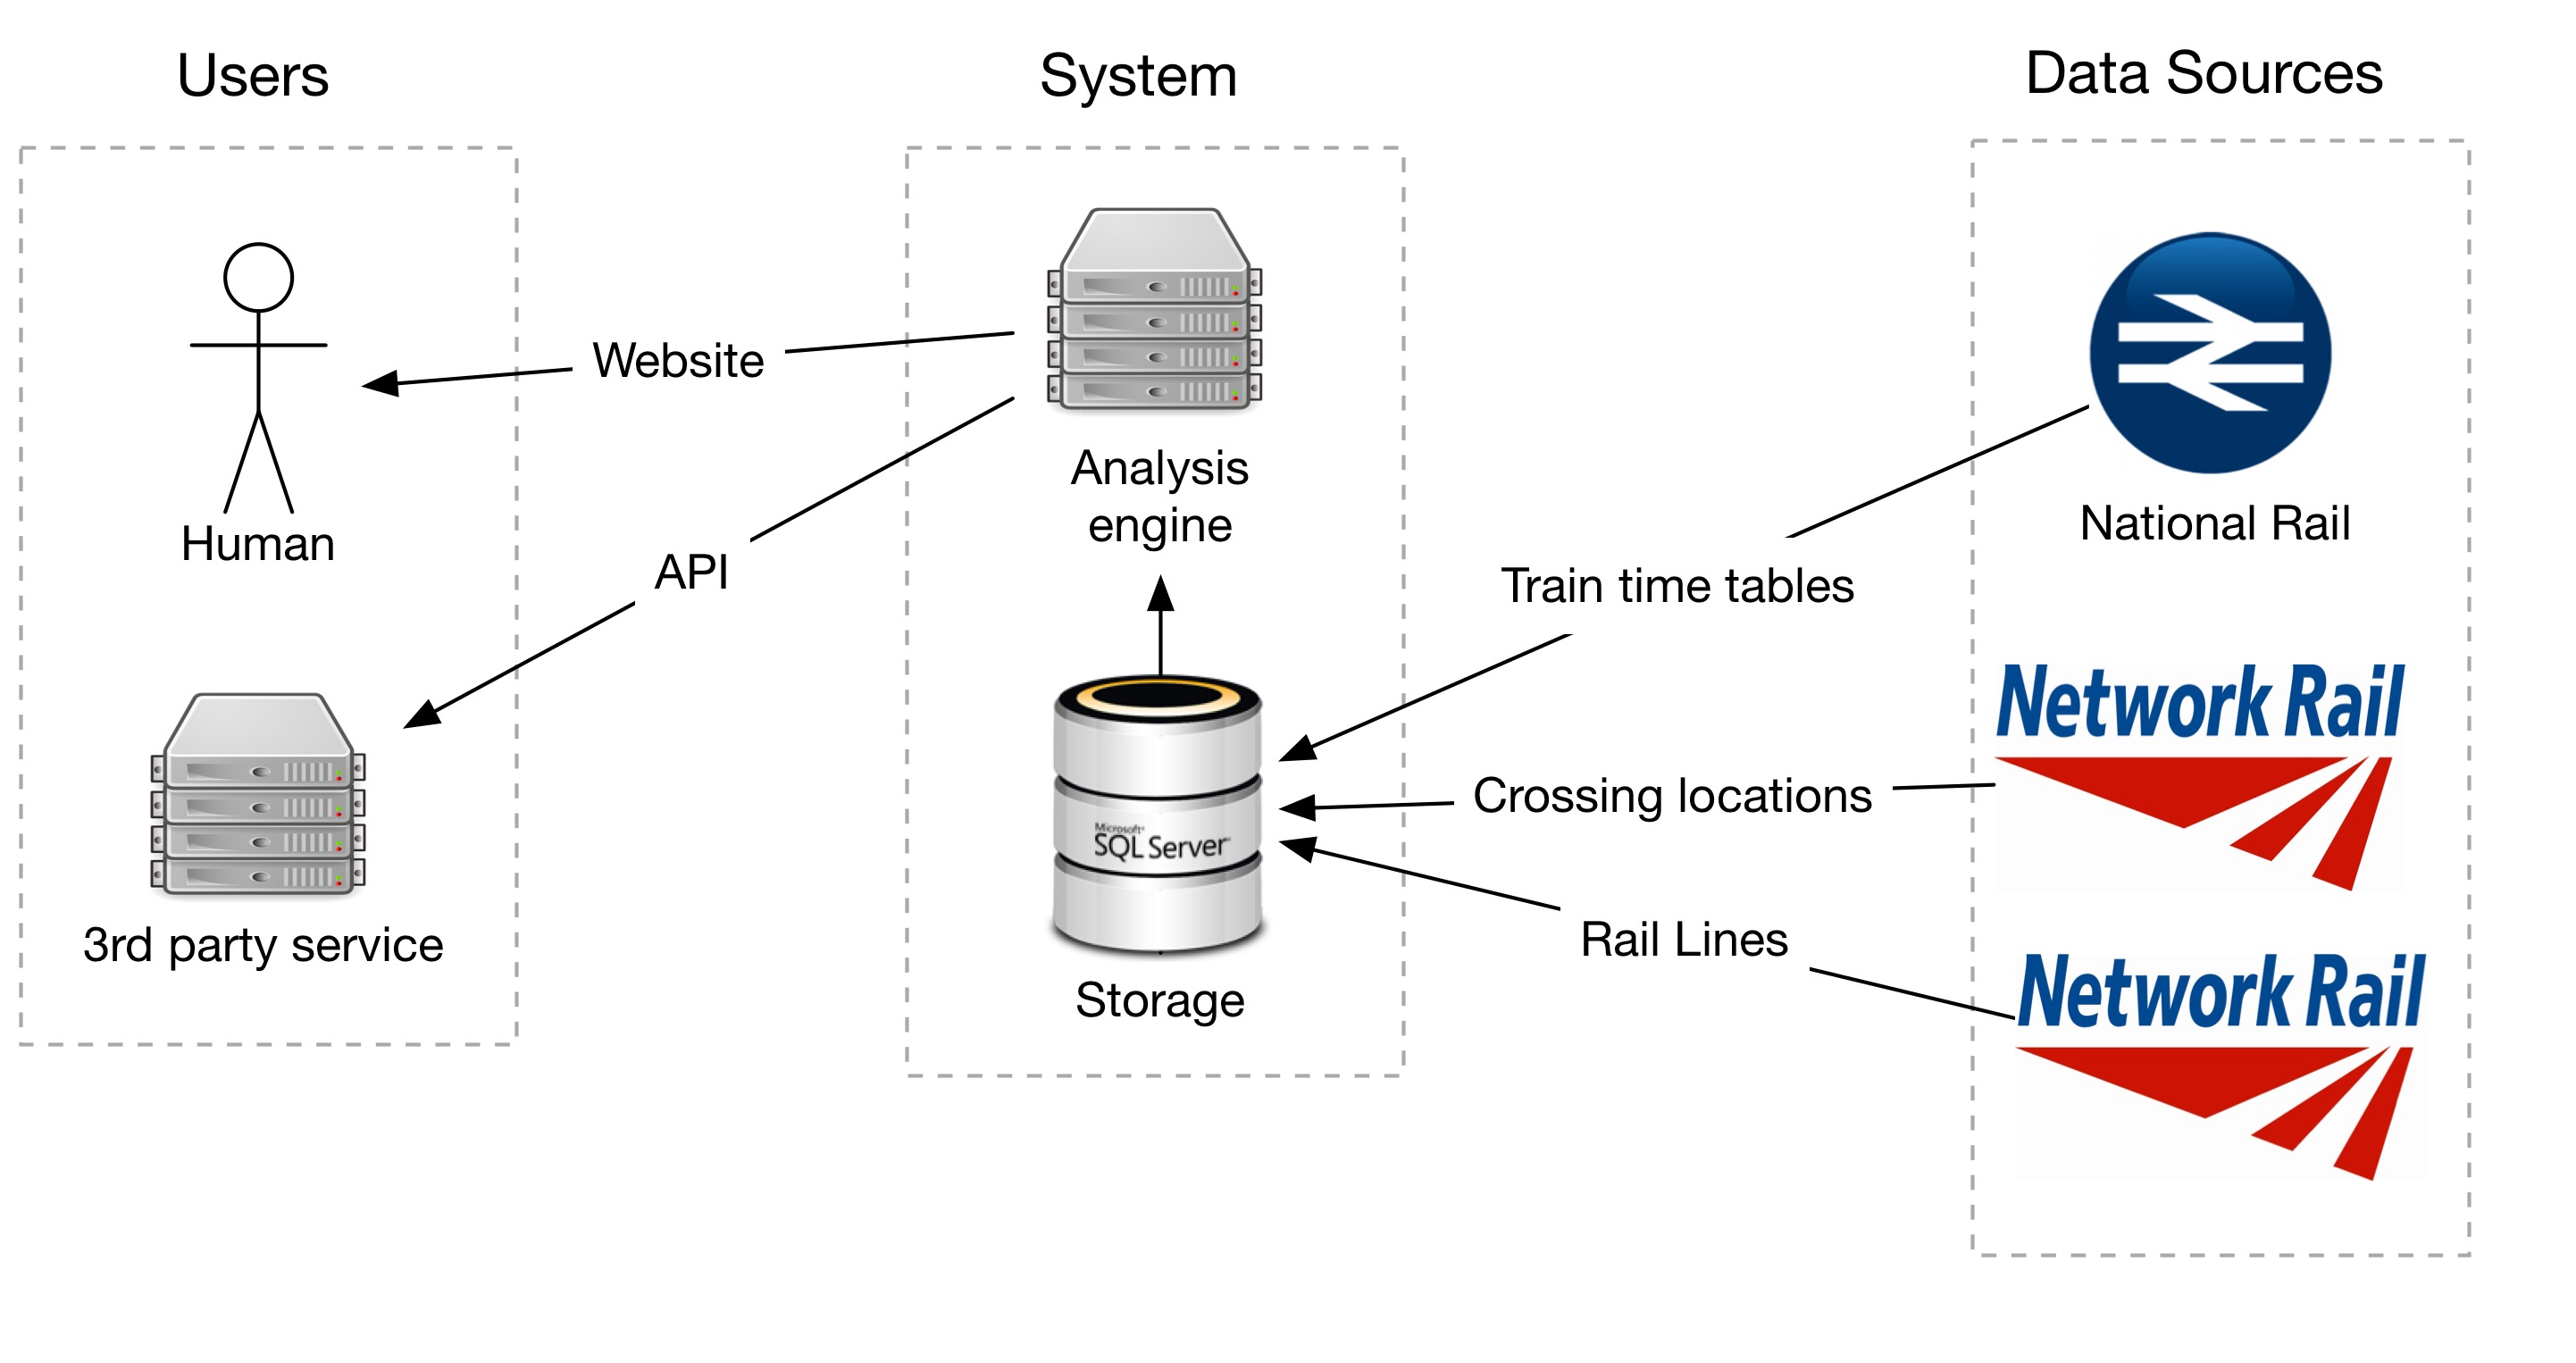 Users
System
Data Sources
Human
Website
API
3rd party service
Analysis
engine
Microsoft®
SQL Server™
Storage
Train time tables
Crossing locations
Rail Lines
National Rail
Network Rail
Network Rail